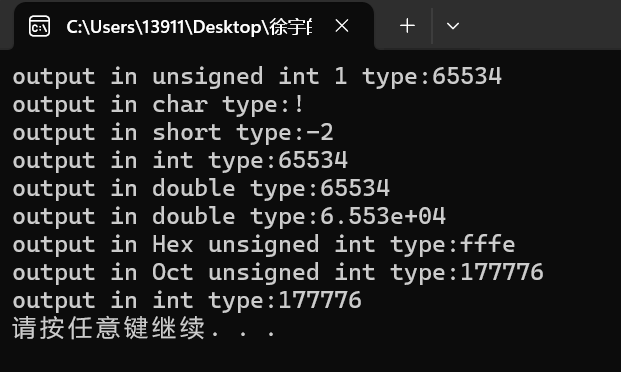 C:\Users\13911\Desktop\徐宇
output in unsigned int 1 type:65534
output in char type:!
output in short type:-2
output in int type:65534
output in double type:65534
output in double type:6.553e+04
output in Hex unsigned int type:fffe
output in Oct unsigned int type:177776
output in int type:177776
请按任意键继续. . .